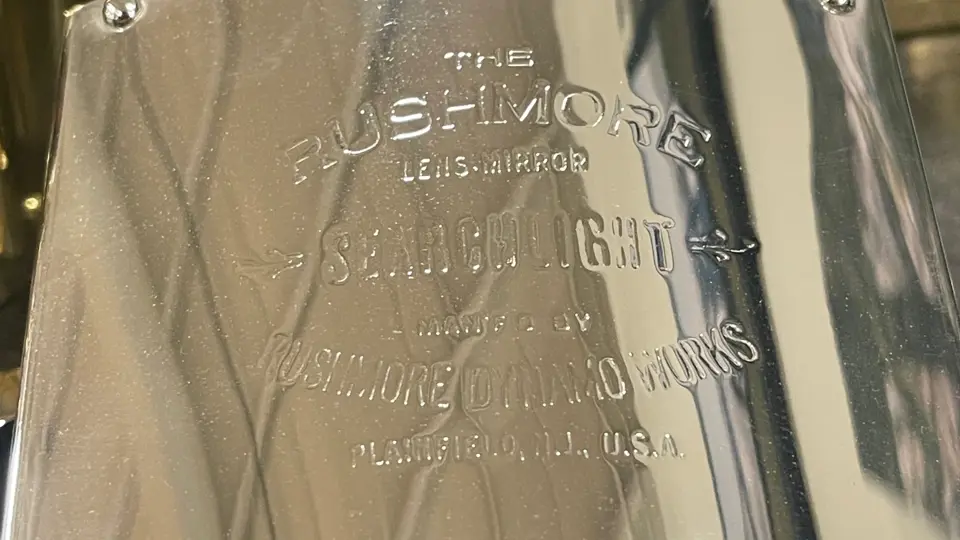 THE
RUSHMORE
LENS-MIRROR
SEARCHLIGHT
MANF'D BY
RUSHMORE DYNAMO WORKS
PLAINFIELD, N.J., U.S.A.